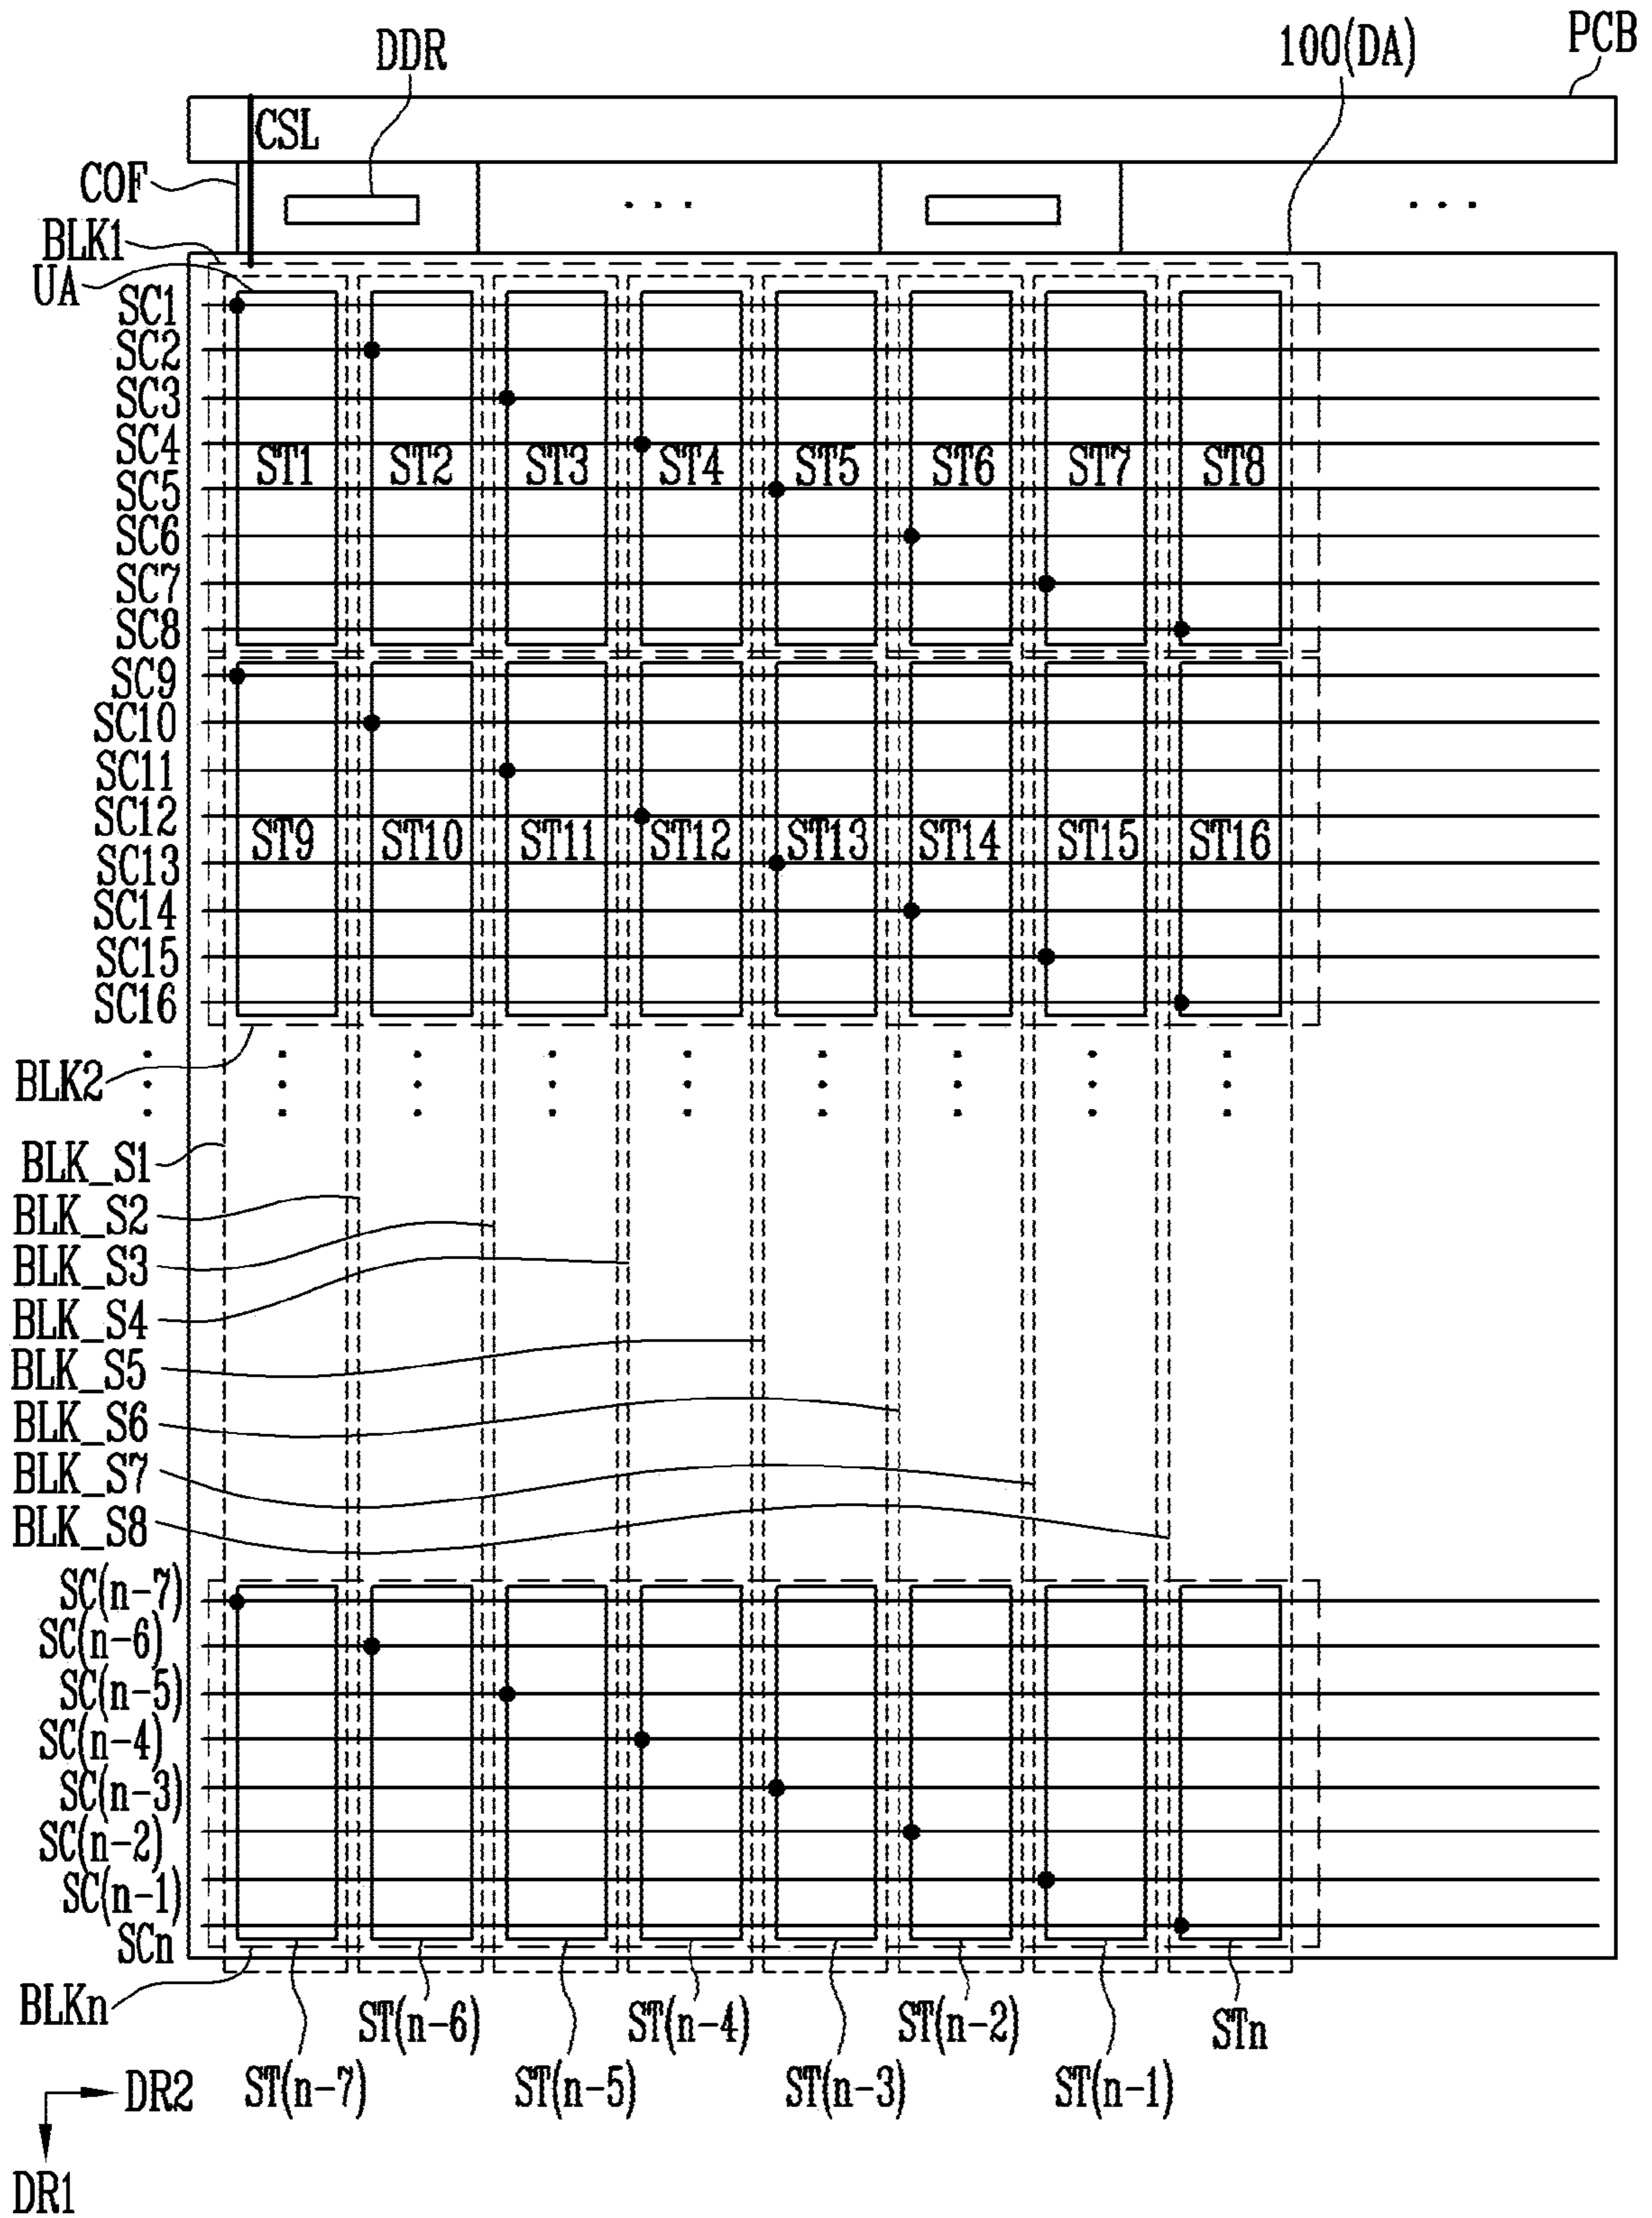 PCB
DDR
100(DA)
CSL
COF
BLK1
UA
SC1
SC2
SC3
SC4
ST1 ST2 ST3 ST4 ST5 ST6 ST7 ST8
SC5
SC6
SC7
SC8
SC9
SC10
SC11
SC12
ST9 ST10 ST11 ST12 ST13 ST14 ST15 ST16
SC13
SC14
SC15
SC16
BLK2
BLK_S1
BLK_S2
BLK_S3
BLK_S4
BLK_S5
BLK_S6
BLK_S7
BLK_S8
SC(n-7)
SC(n-6)
SC(n-5)
SC(n-4)
SC(n-3)
SC(n-2)
SC(n-1)
SCn
BLKn
ST(n-6) ST(n-4) ST(n-2) STn
ST(n-7) ST(n-5) ST(n-3) ST(n-1)
DR2
DR1